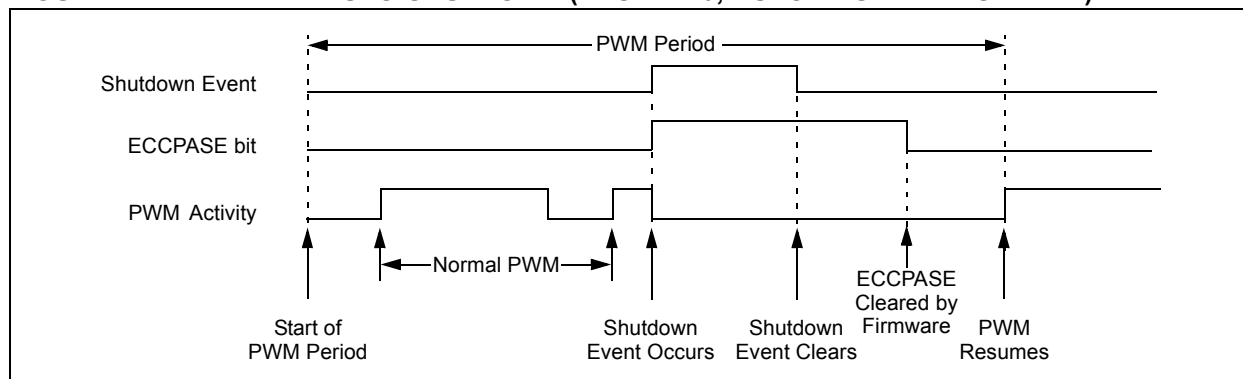 PWM Period
Shutdown Event
ECCPASE bit
PWM Activity
Normal PWM
Start of
PWM Period
Shutdown
Event Occurs
Shutdown
Event Clears
ECCPASE
Cleared by
Firmware
PWM
Resumes